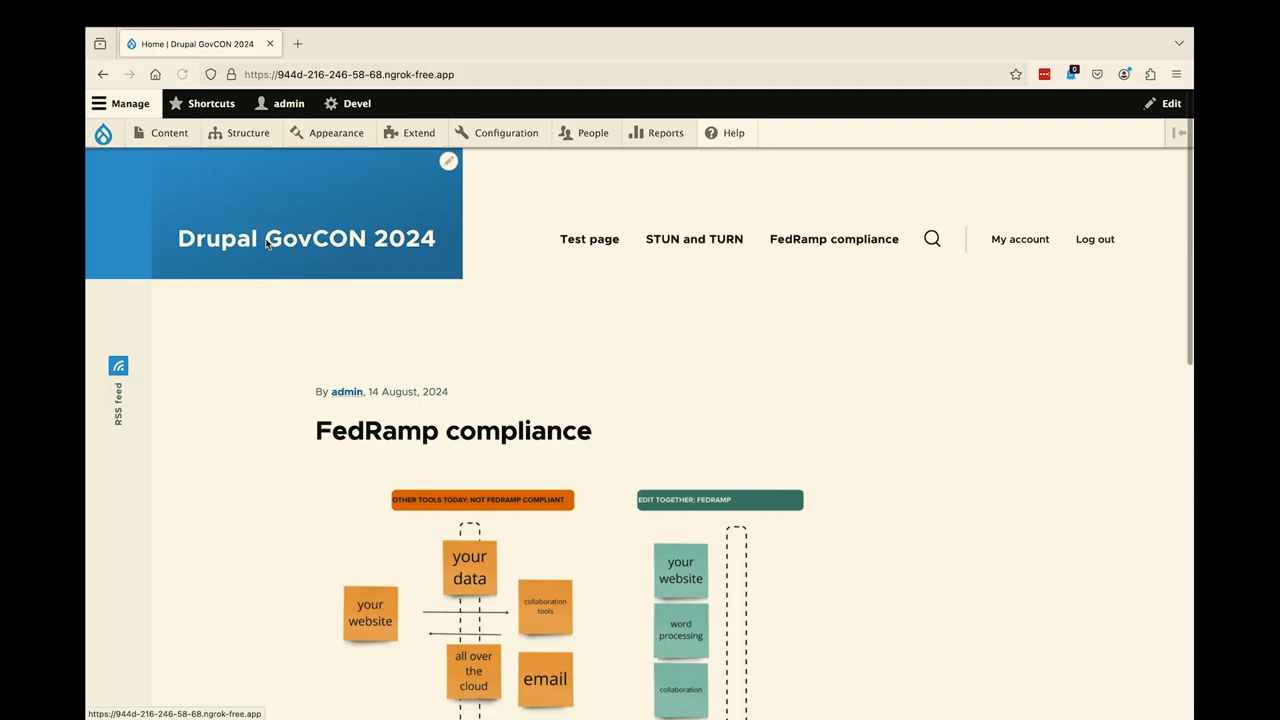 Home | Drupal GovCON 2024
https://944d-216-246-58-68.ngrok-free.app
0
Manage Shortcuts admin Devel Edit
Content Structure Appearance Extend Configuration People Reports Help
Drupal GovCON 2024
Test page STUN and TURN FedRamp compliance My account Log out
RSS feed
By admin, 14 August, 2024
FedRamp compliance
OTHER TOOLS TODAY: NOT FEDRAMP COMPLIANT
EDIT TOGETHER: FEDRAMP
your
data
your
website
collaboration
tools
all over
the
cloud
email
your
website
word
processing
collaboration
https://944d-216-246-58-68.ngrok-free.app